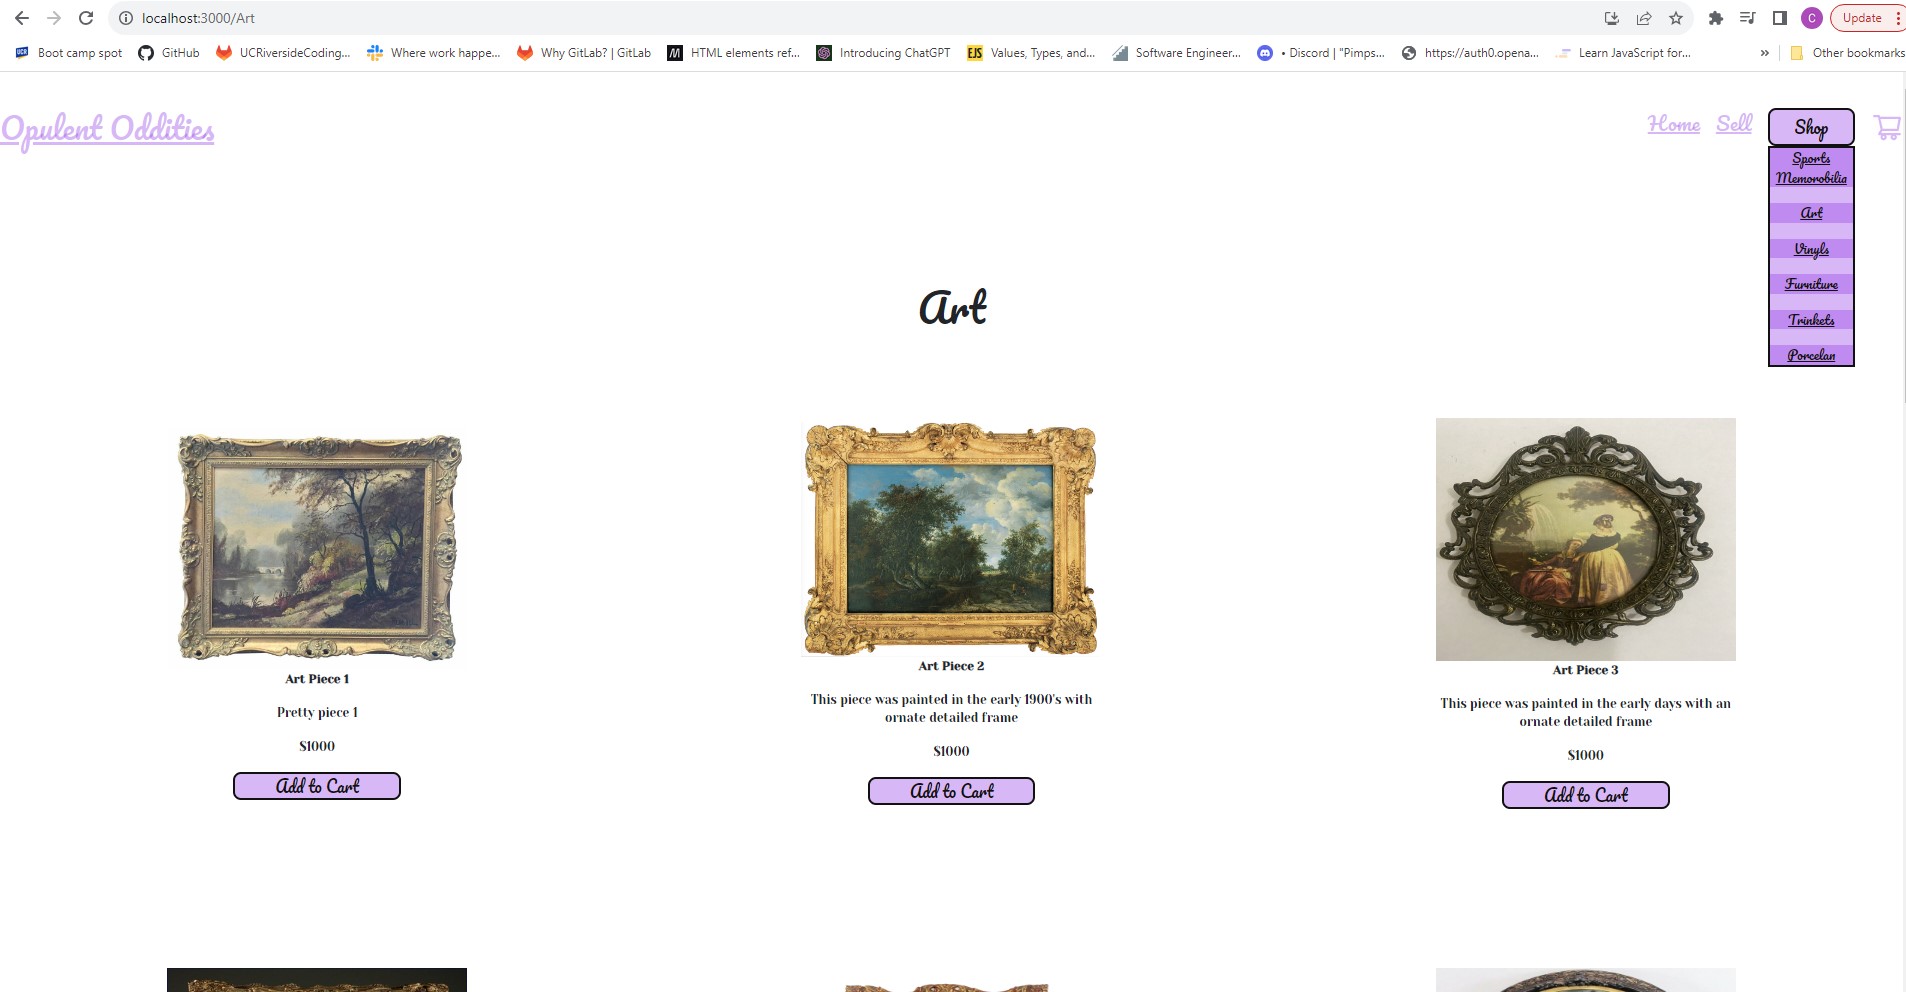 localhost:3000/Art
C
Update
UCR Boot camp spot
GitHub
UCRiversideCoding...
Where work happe...
Why GitLab? | GitLab
M HTML elements ref...
Introducing ChatGPT
EJS Values, Types, and...
Software Engineer...
• Discord | "Pimps...
https://auth0.opena...
Learn JavaScript for...
»
Other bookmarks
Opulent Oddities
Home
Sell
Shop
Sports
Memorobilia
Art
Vinyls
Furniture
Trinkets
Porcelan
Art
Art Piece 1
Pretty piece 1
$1000
Add to Cart
Art Piece 2
This piece was painted in the early 1900's with
ornate detailed frame
$1000
Add to Cart
Art Piece 3
This piece was painted in the early days with an
ornate detailed frame
$1000
Add to Cart